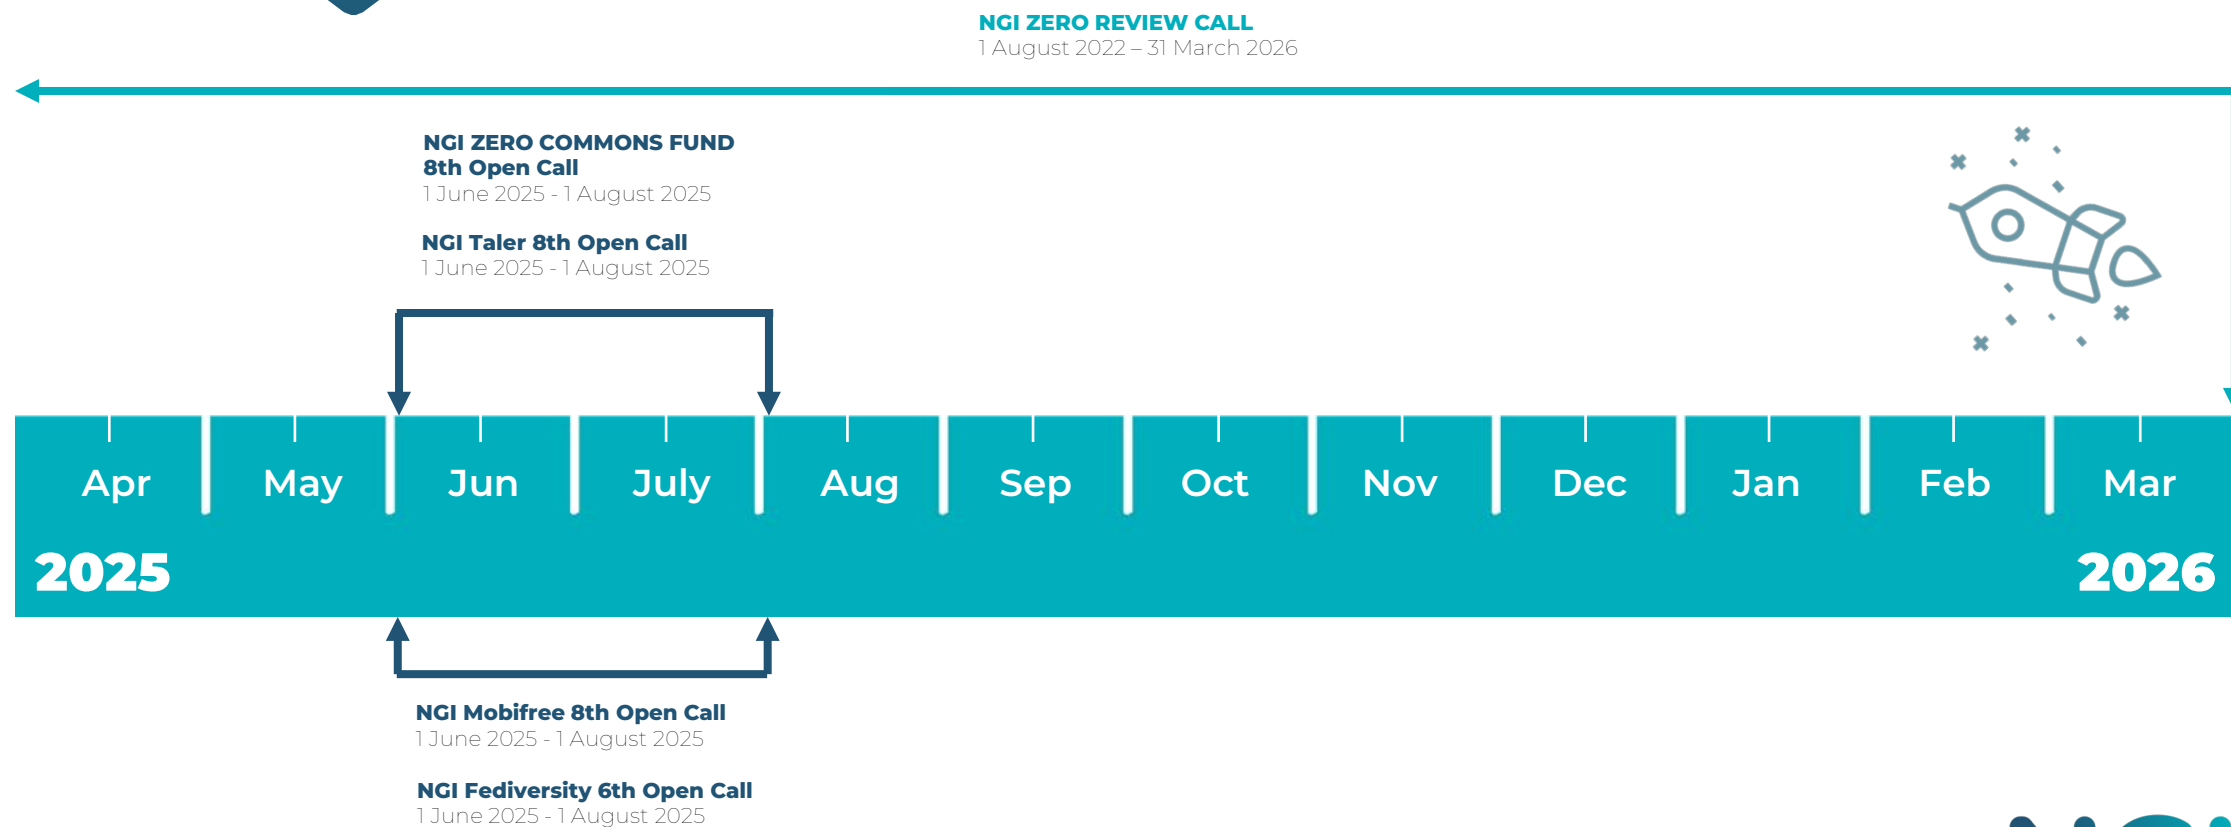 NGI ZERO REVIEW CALL
1 August 2022 – 31 March 2026
NGI ZERO COMMONS FUND
8th Open Call
1 June 2025 - 1 August 2025
NGI Taler 8th Open Call
1 June 2025 - 1 August 2025
Apr May Jun July Aug Sep Oct Nov Dec Jan Feb Mar
2025 2026
NGI Mobifree 8th Open Call
1 June 2025 - 1 August 2025
NGI Fediversity 6th Open Call
1 June 2025 - 1 August 2025